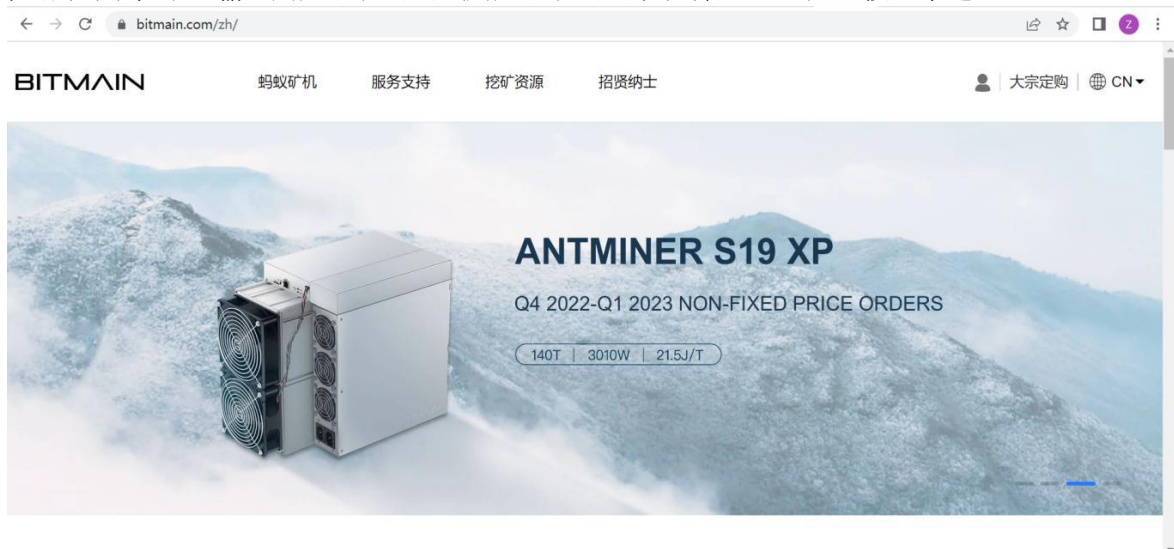 bitmain.com/zh/
Z
BITMAIN 蚂蚁矿机 服务支持 挖矿资源 招贤纳士 大宗定购 CN
ANTMINER S19 XP
Q4 2022-Q1 2023 NON-FIXED PRICE ORDERS
140T | 3010W | 21.5J/T